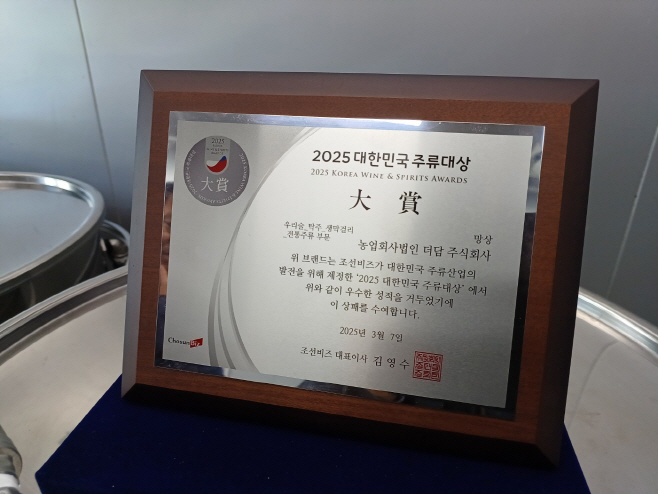 2025
大賞
2025 대한민국 주류대상
2025 KOREA WINE & SPIRITS AWARDS
大賞
우리술_탁주_생막걸리
_전통주류 부문
망상
농업회사법인 더담 주식회사
위 브랜드는 조선비즈가 대한민국 주류산업의
발전을 위해 제정한 ‘2025 대한민국 주류대상’ 에서
위와 같이 우수한 성적을 거두었기에
이 상패를 수여합니다.
2025년 3월 7일
조선비즈 대표이사 김영수
Chosun Biz